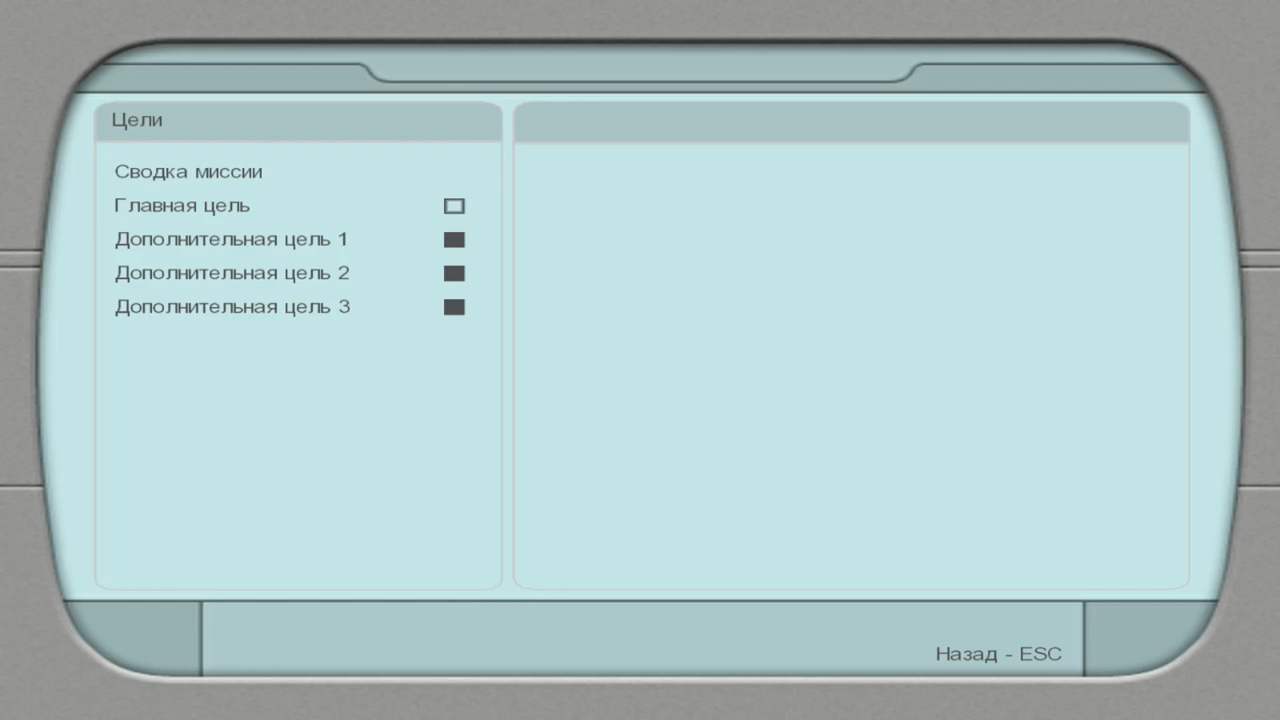 Цели
Сводка миссии
Главная цель
Дополнительная цель 1
Дополнительная цель 2
Дополнительная цель 3
Назад - ESC